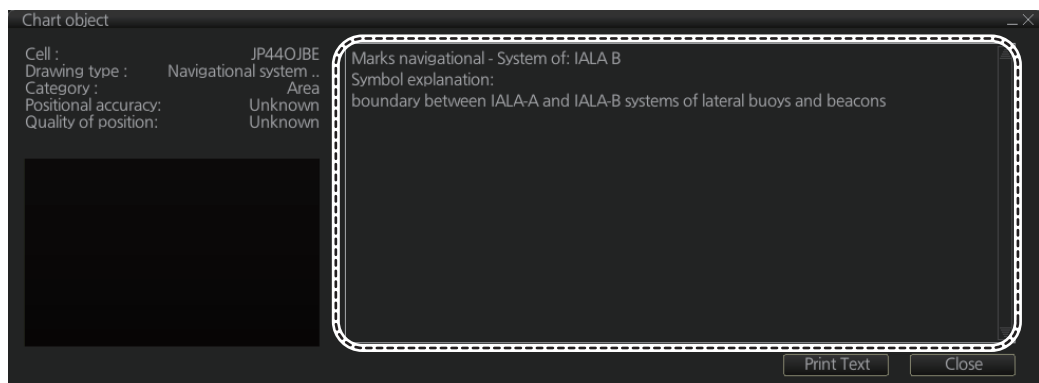 Chart object
Cell : JP44OJBE
Drawing type : Navigational system ..
Category : Area
Positional accuracy: Unknown
Quality of position: Unknown
Marks navigational - System of: IALA B
Symbol explanation:
boundary between IALA-A and IALA-B systems of lateral buoys and beacons
Print Text
Close